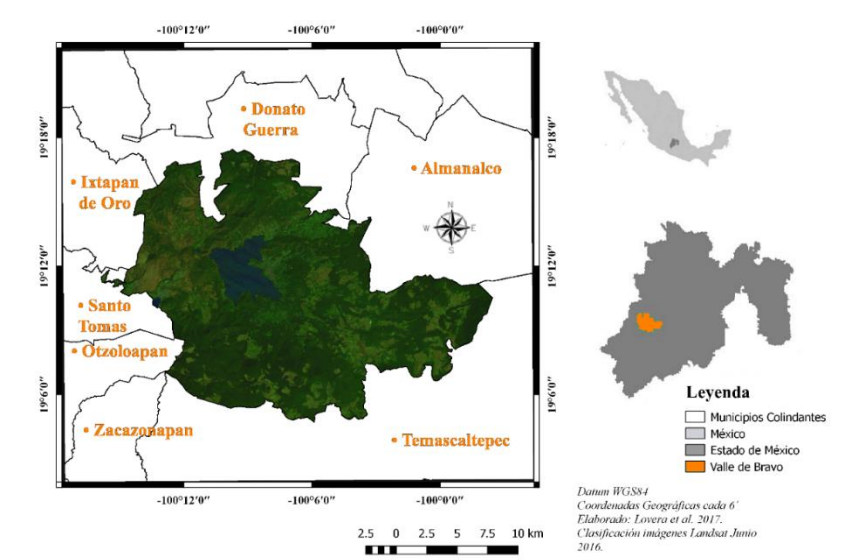 -100°12'0" -100°6'0" -100°0'0"
19°18'0" 19°18'0"
19°12'0" 19°12'0"
19°6'0" 19°6'0"
• Donato
Guerra
• Almanalco
• Ixtapan
de Oro
N
W E
S
• Santo
Tomas
• Otzoloapan
• Zacazonapan
• Temascaltepec
-100°12'0" -100°6'0" -100°0'0"
2.5 0 2.5 5 7.5 10 km
Leyenda
Municipios Colindantes
México
Estado de México
Valle de Bravo
Datum WGS84
Coordenadas Geográficas cada 6´
Elaborado: Lovera et al. 2017.
Clasificación imágenes Landsat Junio
2016.